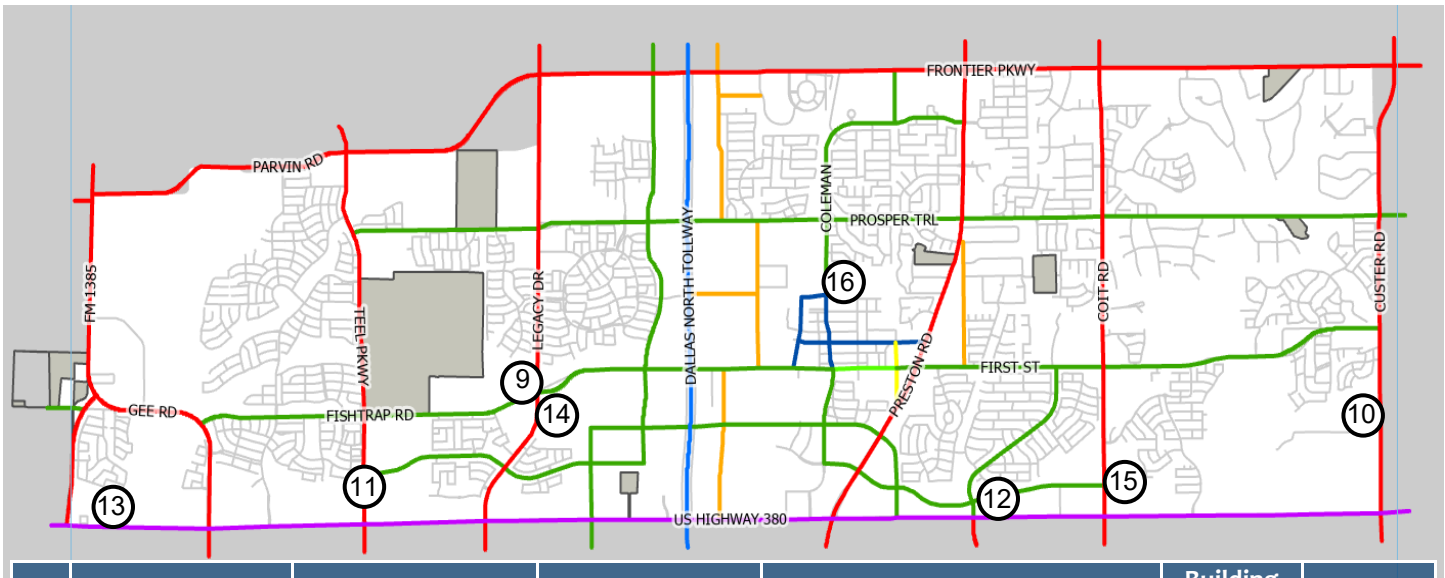 FRONTIER PKWY
PARVIN RD
COLEMAN
PROSPER TRL
DALLAS NORTH TOLLWAY
FM 1385
TEEL PKWY
LEGACY DR
COIT RD
CUSTER RD
16
PRESTON RD
FIRST ST
9
GEE RD
FISHTRAP RD
14
10
11
13
12
15
US HIGHWAY 380
Building